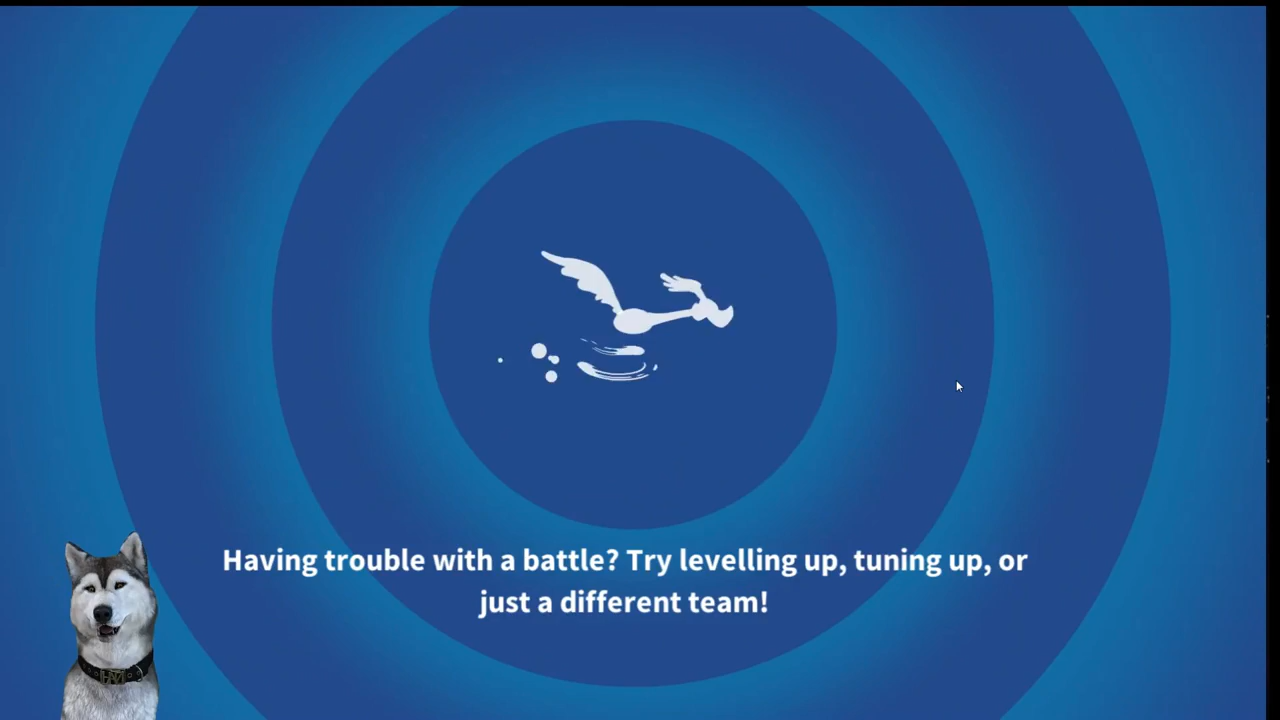 Having trouble with a battle? Try levelling up, tuning up, or
just a different team!